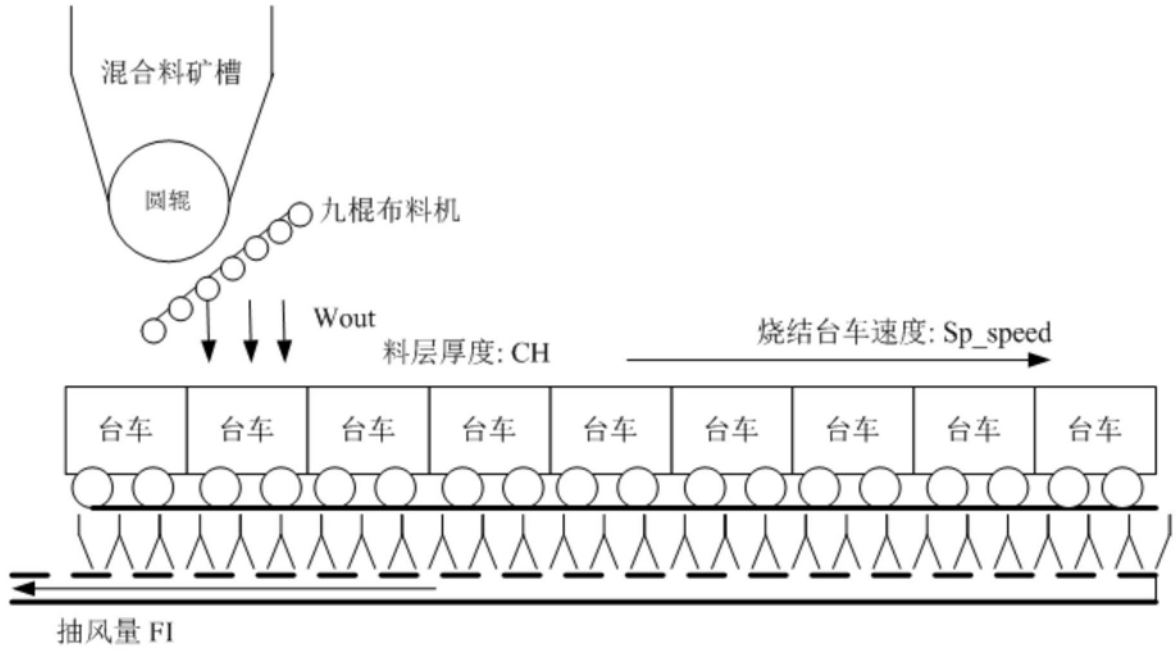 混合料矿槽
圆辊
九棍布料机
Wout
料层厚度: CH
烧结台车速度: Sp_speed
台车 台车 台车 台车 台车 台车 台车 台车 台车
抽风量 FI